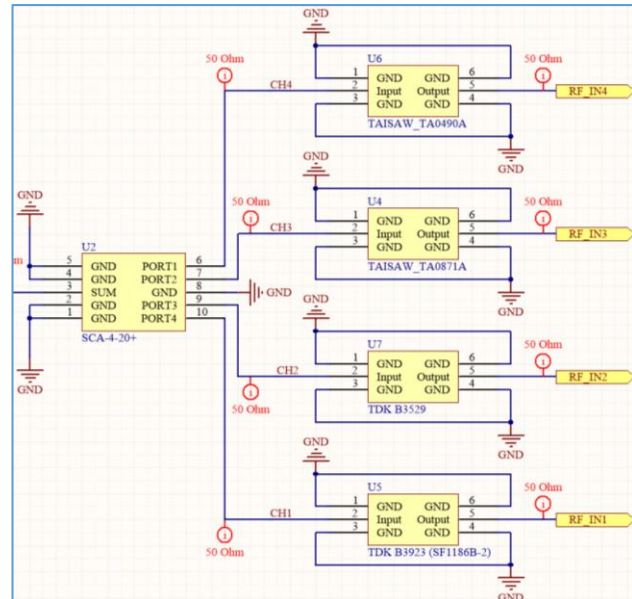 GND
50 Ohm
U6
50 Ohm
1 GND GND 6
CH4 2 Input Output 5 RF_IN4
3 GND GND 4
TAISAW_TA0490A
GND
GND
50 Ohm
U4
50 Ohm
1 GND GND 6
CH3 2 Input Output 5 RF_IN3
3 GND GND 4
TAISAW_TA0871A
GND
GND
U2
m
5 GND PORT1 6
4 GND PORT2 7
3 SUM GND 8 GND
2 GND PORT3 9
1 GND PORT4 10
SCA-4-20+
GND
GND
U7
50 Ohm
1 GND GND 6
CH2 2 Input Output 5 RF_IN2
3 GND GND 4
50 Ohm
TDK B3529
GND
GND
U5
50 Ohm
1 GND GND 6
CH1 2 Input Output 5 RF_IN1
3 GND GND 4
50 Ohm
TDK B3923 (SF1186B-2)
GND